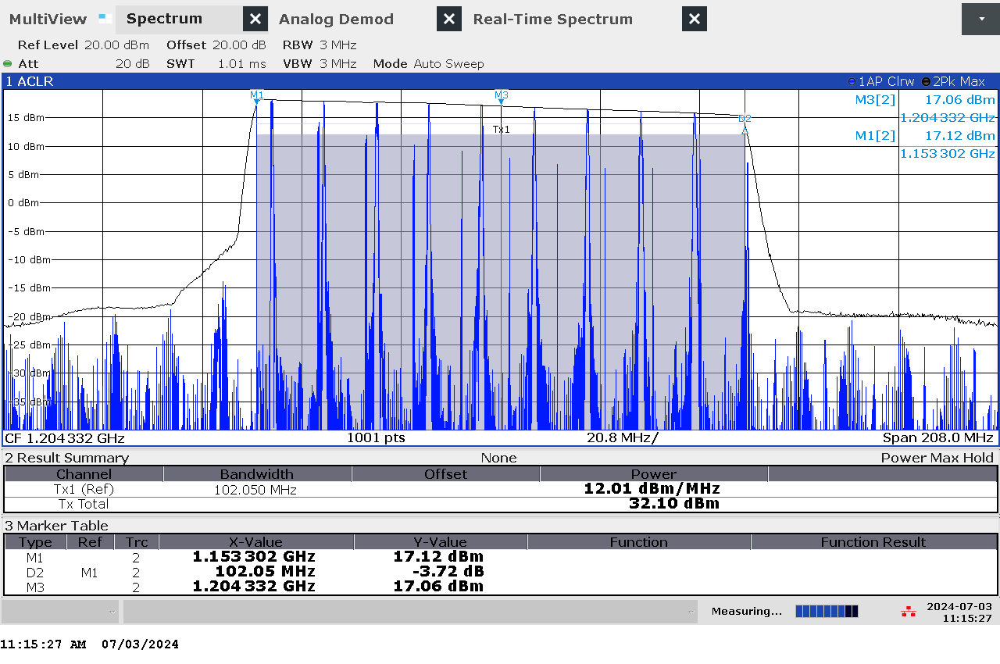 MultiView Spectrum Analog Demod Real-Time Spectrum
Ref Level 20.00 dBm Offset 20.00 dB RBW 3 MHz
Att 20 dB SWT 1.01 ms VBW 3 MHz Mode Auto Sweep
1 ACLR 1AP Clrw 2Pk Max
M1 M3 M3[2] 17.06 dBm
15 dBm D2 1.204 332 GHz
Tx1 M1[2] 17.12 dBm
10 dBm 1.153 302 GHz
5 dBm
0 dBm
-5 dBm
-10 dBm
-15 dBm
-20 dBm
-25 dBm
-30 dBm
-35 dBm
CF 1.204 332 GHz 1001 pts 20.8 MHz/ Span 208.0 MHz
2 Result Summary None Power Max Hold
Channel Bandwidth Offset Power
Tx1 (Ref) 102.050 MHz 12.01 dBm/MHz
Tx Total 32.10 dBm
3 Marker Table
Type Ref Trc X-Value Y-Value Function Function Result
M1 2 1.153 302 GHz 17.12 dBm
D2 M1 2 102.05 MHz -3.72 dB
M3 2 1.204 332 GHz 17.06 dBm
Measuring... 2024-07-03
11:15:27
11:15:27 AM 07/03/2024